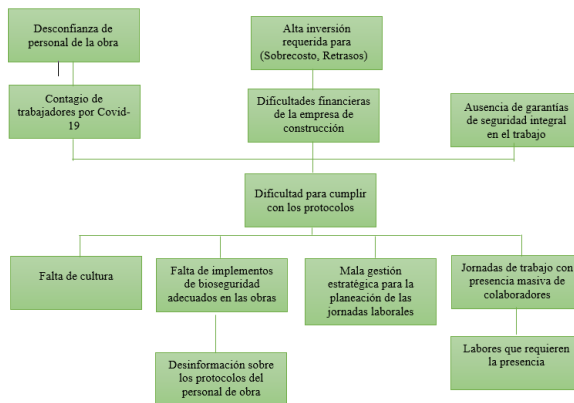 Desconfianza de
personal de la obra
Alta inversión
requerida para
(Sobrecosto, Retrasos)
Contagio de
trabajadores por Covid-
19
Dificultades financieras
de la empresa de
construcción
Ausencia de garantías
de seguridad integral
en el trabajo
Dificultad para cumplir
con los protocolos
Falta de cultura
Falta de implementos
de bioseguridad
adecuados en las obras
Mala gestión
estratégica para la
planeación de las
jornadas laborales
Jornadas de trabajo con
presencia masiva de
colaboradores
Desinformación sobre
los protocolos del
personal de obra
Labores que requieren
la presencia